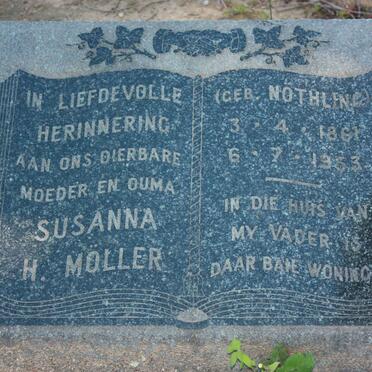 IN LIEFDEVOLLE
HERINNERING
AAN ONS DIERBARE
MOEDER EN OUMA
SUSANNA
H. MÖLLER
(GEB. NOTHLING)
3·4·1861
6·7·1953
IN DIE HUIS VAN
MY VADER IS
DAAR BAIE WONING